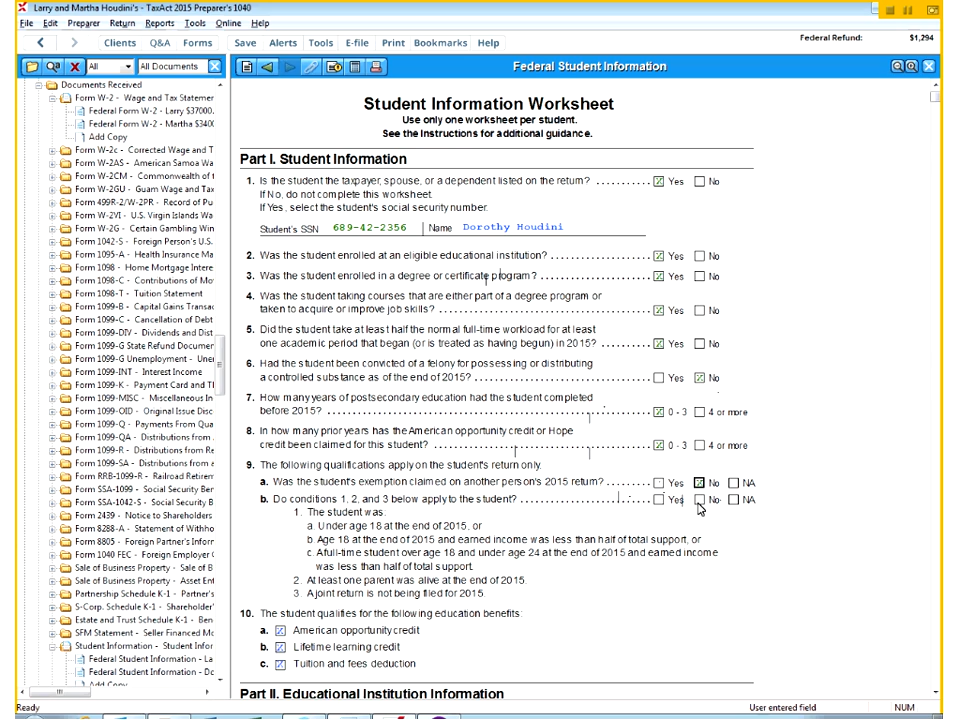 Larry and Martha Houdini's - TaxAct 2015 Preparer's 1040
File Edit Preparer Return Reports Tools Online Help
Clients Q&A Forms Save Alerts Tools E-file Print Bookmarks Help
Federal Refund: $1,294
All All Documents Federal Student Information
Documents Received
Form W-2 - Wage and Tax Statemer
Federal Form W-2 - Larry $37000.
Federal Form W-2 - Martha $340(
Add Copy
Form W-2c - Corrected Wage and T
Form W-2AS - American Samoa Wa
Form W-2CM - Commonwealth of t
Form W-2GU - Guam Wage and Tax
Form 499R-2/W-2PR - Record of Pu
Form W-2VI - U.S. Virgin Islands Wa
Form W-2G - Certain Gambling Win
Form 1042-S - Foreign Person's U.S.
Form 1095-A - Health Insurance Ma
Form 1098 - Home Mortgage Intere
Form 1098-C - Contributions of Mo
Form 1098-T - Tuition Statement
Form 1099-B - Capital Gains Transac
Form 1099-C - Cancellation of Debt
Form 1099-DIV - Dividends and Dist
Form 1099-G State Refund Documer
Form 1099-G Unemployment - Une
Form 1099-INT - Interest Income
Form 1099-K - Payment Card and Tl
Form 1099-MISC - Miscellaneous In
Form 1099-OID - Original Issue Disc
Form 1099-Q - Payments From Qua
Form 1099-QA - Distributions from
Form 1099-R - Distributions from Re
Form 1099-SA - Distributions from a
Form RRB-1099-R - Railroad Retirem
Form SSA-1099 - Social Security Ber
Form SSA-1042-S - Social Security B
Form 2439 - Notice to Shareholders
Form 8288-A - Statement of Withho
Form 8805 - Foreign Partner's Inforr
Form 1040 FEC - Foreign Employer (
Sale of Business Property - Sale of B
Sale of Business Property - Asset Ent
Partnership Schedule K-1 - Partner's
S-Corp. Schedule K-1 - Shareholder'
Estate and Trust Schedule K-1 - Ben
SFM Statement - Seller Financed Mc
Student Information - Student Infor
Federal Student Information - La
Federal Student Information - Do
Add Copy
Student Information Worksheet
Use only one worksheet per student.
See the Instructions for additional guidance.
Part I. Student Information
1. Is the student the taxpayer, spouse, or a dependent listed on the return? Yes No
If No, do not complete this worksheet.
If Yes, select the student's social security number.
Student's SSN 689-42-2356 Name Dorothy Houdini
2. Was the student enrolled at an eligible educational institution? Yes No
3. Was the student enrolled in a degree or certificate program? Yes No
4. Was the student taking courses that are either part of a degree program or
taken to acquire or improve job skills? Yes No
5. Did the student take at least half the normal full-time workload for at least
one academic period that began (or is treated as having begun) in 2015? Yes No
6. Had the student been convicted of a felony for possessing or distributing
a controlled substance as of the end of 2015? Yes No
7. How many years of postsecondary education had the student completed
before 2015? 0 - 3 4 or more
8. In how many prior years has the American opportunity credit or Hope
credit been claimed for this student? 0 - 3 4 or more
9. The following qualifications apply on the student's return only.
a. Was the student's exemption claimed on another person's 2015 return? Yes No NA
b. Do conditions 1, 2, and 3 below apply to the student? Yes No NA
1. The student was:
a. Under age 18 at the end of 2015, or
b. Age 18 at the end of 2015 and earned income was less than half of total support, or
c. A full-time student over age 18 and under age 24 at the end of 2015 and earned income
was less than half of total support.
2. At least one parent was alive at the end of 2015.
3. A joint return is not being filed for 2015.
10. The student qualifies for the following education benefits:
a. American opportunity credit
b. Lifetime learning credit
c. Tuition and fees deduction
Part II. Educational Institution Information
Ready User entered field NUM